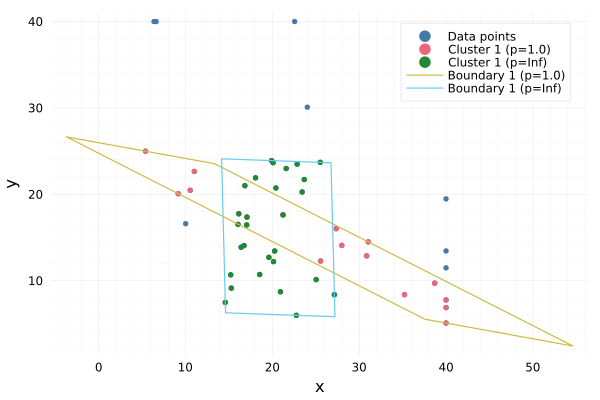 40
30
20
10
0
10
20
30
40
50
x
y
Data points
Cluster 1 (p=1.0)
Cluster 1 (p=Inf)
Boundary 1 (p=1.0)
Boundary 1 (p=Inf)